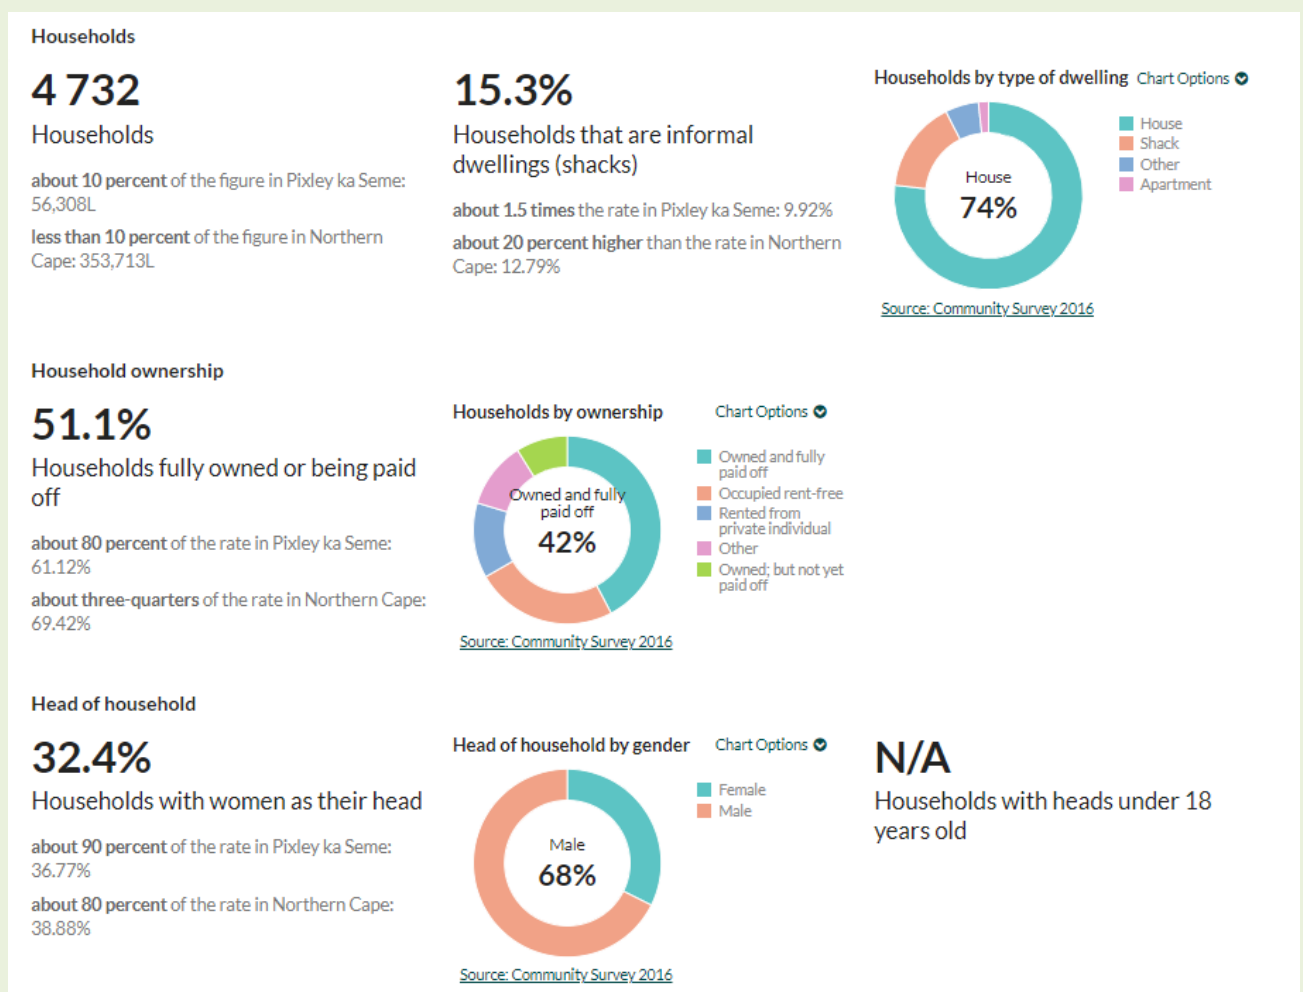 Households
4 732
Households
about 10 percent of the figure in Pixley ka Seme:
56,308L
less than 10 percent of the figure in Northern
Cape: 353,713L
15.3%
Households that are informal
dwellings (shacks)
about 1.5 times the rate in Pixley ka Seme: 9.92%
about 20 percent higher than the rate in Northern
Cape: 12.79%
Households by type of dwelling
Chart Options
House
74%
House
Shack
Other
Apartment
Source: Community Survey 2016
Household ownership
51.1%
Households fully owned or being paid
off
about 80 percent of the rate in Pixley ka Seme:
61.12%
about three-quarters of the rate in Northern Cape:
69.42%
Households by ownership
Chart Options
Owned and fully
paid off
42%
Owned and fully
paid off
Occupied rent-free
Rented from
private individual
Other
Owned; but not yet
paid off
Source: Community Survey 2016
Head of household
32.4%
Households with women as their head
about 90 percent of the rate in Pixley ka Seme:
36.77%
about 80 percent of the rate in Northern Cape:
38.88%
Head of household by gender
Chart Options
Male
68%
Female
Male
Source: Community Survey 2016
N/A
Households with heads under 18
years old